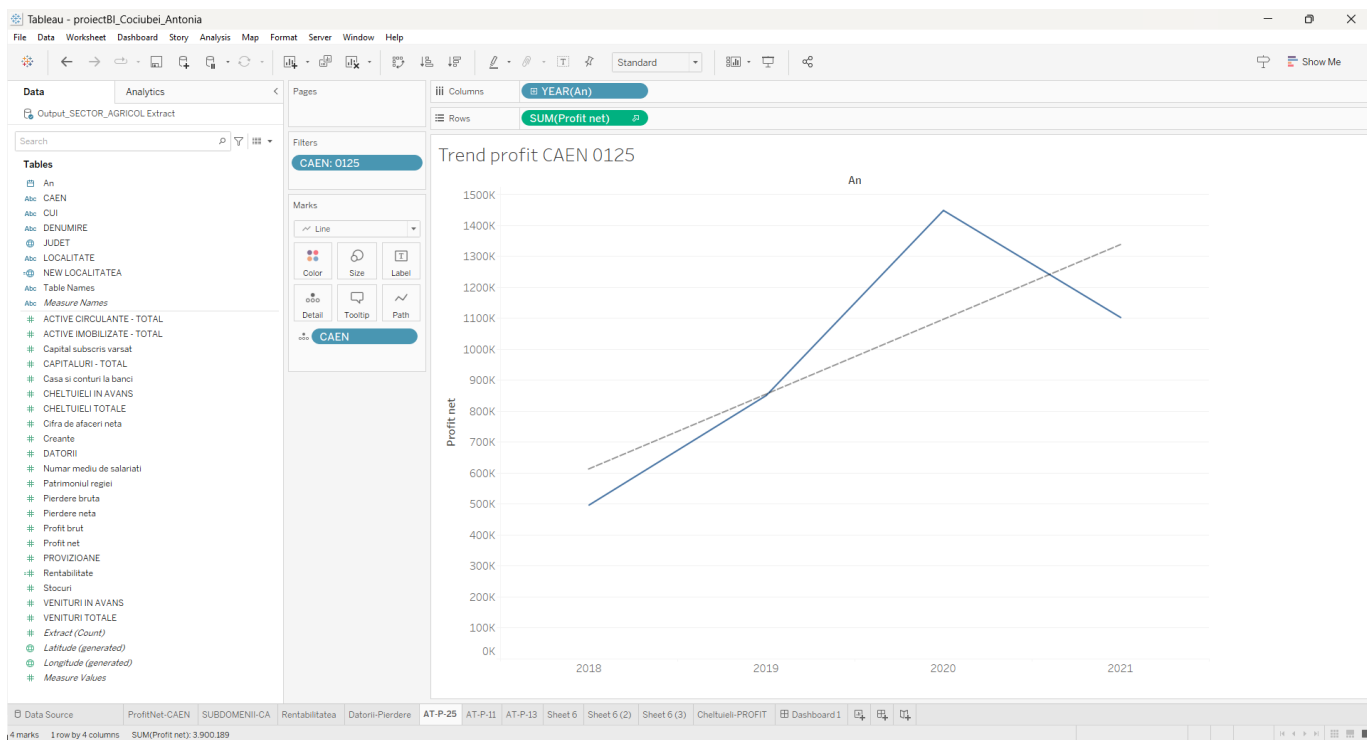 Tableau - proiectBI_Cociubei_Antonia
File Data Worksheet Dashboard Story Analysis Map Format Server Window Help
Standard
Show Me
Data Analytics
Output_SECTOR_AGRICOL Extract
Search
Tables
An
Abc CAEN
Abc CUI
Abc DENUMIRE
JUDET
Abc LOCALITATE
NEW LOCALITATEA
Abc Table Names
Abc Measure Names
# ACTIVE CIRCULANTE - TOTAL
# ACTIVE IMOBILIZATE - TOTAL
# Capital subscris varsat
# CAPITALURI - TOTAL
# Casa si conturi la banci
# CHELTUIELI IN AVANS
# CHELTUIELI TOTALE
# Cifra de afaceri neta
# Creante
# DATORII
# Numar mediu de salariati
# Patrimoniul regiei
# Pierdere bruta
# Pierdere neta
# Profit brut
# Profit net
# PROVIZIOANE
=# Rentabilitate
# Stocuri
# VENITURI IN AVANS
# VENITURI TOTALE
# Extract (Count)
Latitude (generated)
Longitude (generated)
# Measure Values
Pages
Filters
CAEN: 0125
Marks
Line
Color Size Label
Detail Tooltip Path
CAEN
Columns YEAR(An)
Rows SUM(Profit net)
Trend profit CAEN 0125
An
1500K
1400K
1300K
1200K
1100K
1000K
900K
800K
700K
600K
500K
400K
300K
200K
100K
0K
Profit net
2018 2019 2020 2021
Data Source ProfitNet-CAEN SUBDOMENII-CA Rentabilitatea Datorii-Pierdere AT-P-25 AT-P-11 AT-P-13 Sheet 6 Sheet 6 (2) Sheet 6 (3) Cheltuieli-PROFIT Dashboard 1
4 marks 1 row by 4 columns SUM(Profit net): 3.900.189